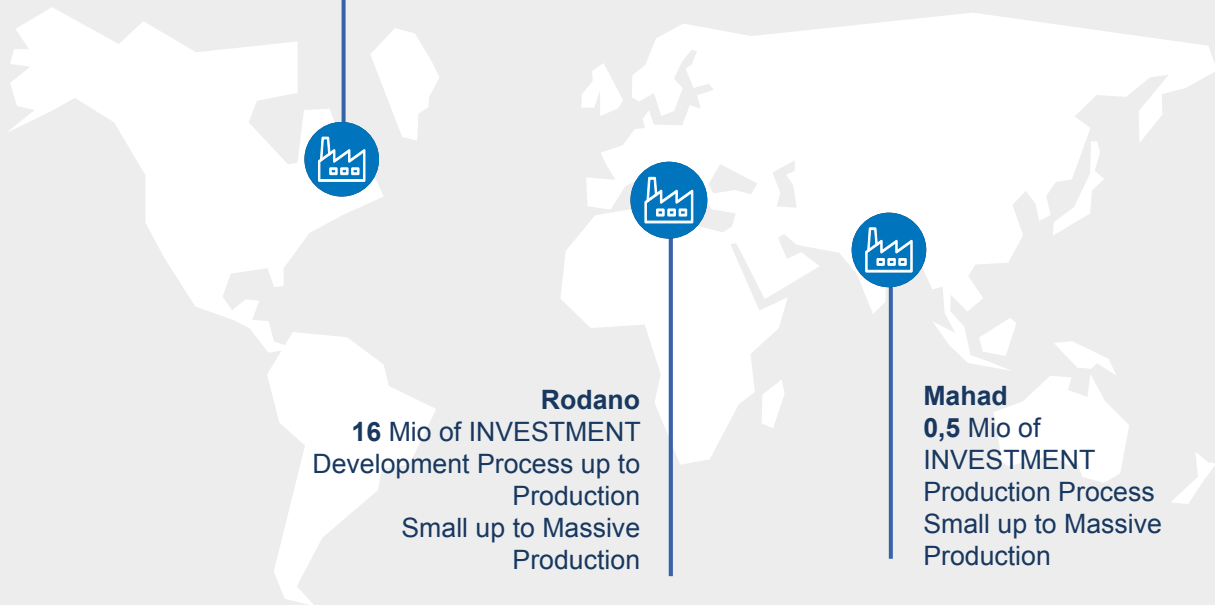 Rodano
16 Mio of INVESTMENT
Development Process up to
Production
Small up to Massive
Production
Mahad
0,5 Mio of
INVESTMENT
Production Process
Small up to Massive
Production